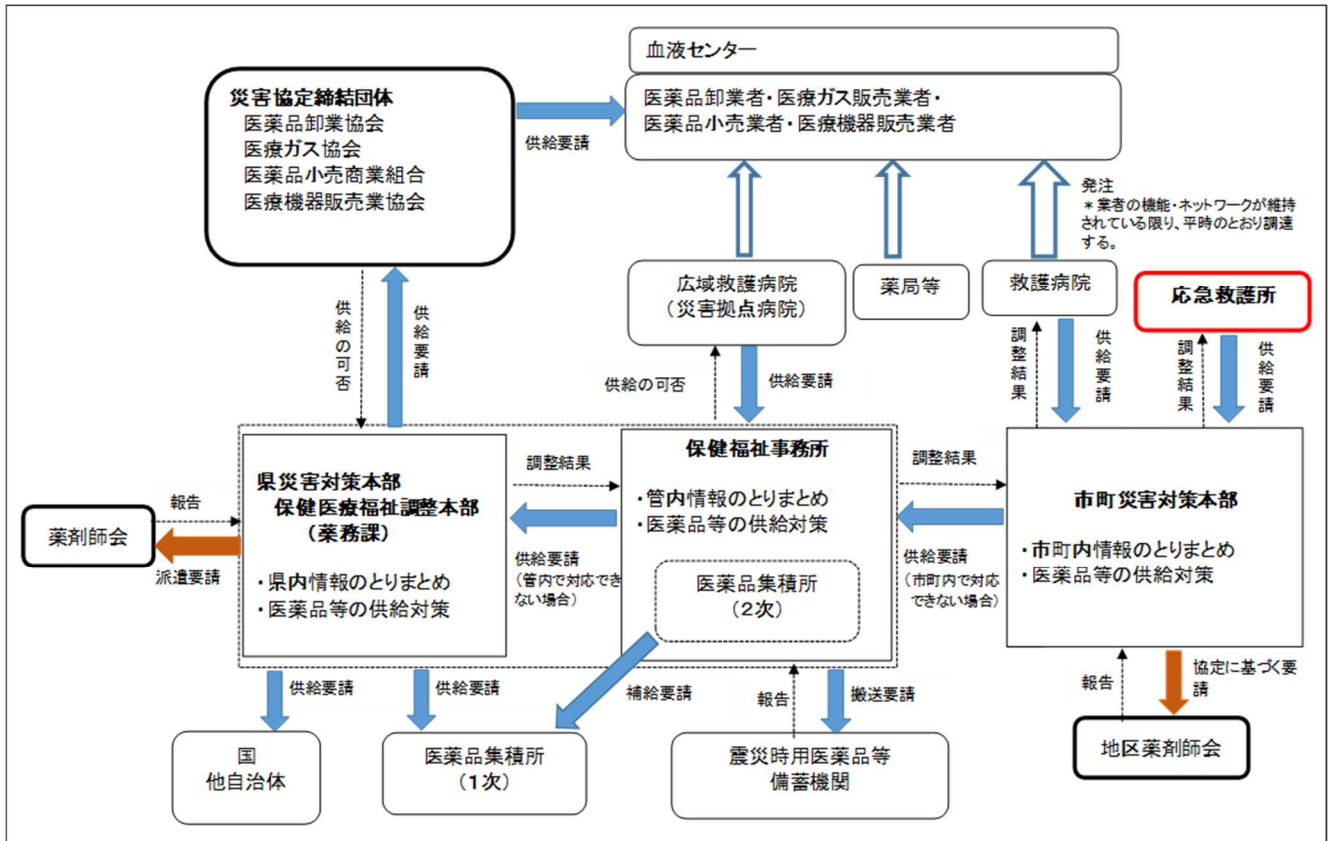 血液センター
災害協定締結団体
医薬品卸業協会
医療ガス協会
医薬品小売商業組合
医療機器販売業協会
供給要請
医薬品卸業者・医療ガス販売業者・
医薬品小売業者・医療機器販売業者
発注
＊業者の機能・ネットワークが維持
されている限り、平時のとおり調達
する。
広域救護病院
（災害拠点病院）
薬局等
救護病院
応急救護所
供給の可否
供給要請
供給の可否
供給要請
調整結果
供給要請
調整結果
供給要請
県災害対策本部
保健医療福祉調整本部
（薬務課）
・県内情報のとりまとめ
・医薬品等の供給対策
調整結果
供給要請
（管内で対応でき
ない場合）
保健福祉事務所
・管内情報のとりまとめ
・医薬品等の供給対策
医薬品集積所
（２次）
調整結果
供給要請
（市町内で対応
できない場合）
市町災害対策本部
・市町内情報のとりまとめ
・医薬品等の供給対策
報告
薬剤師会
派遣要請
供給要請
供給要請
補給要請
報告
搬送要請
報告
協定に基づく要
請
国
他自治体
医薬品集積所
（１次）
震災時用医薬品等
備蓄機関
地区薬剤師会